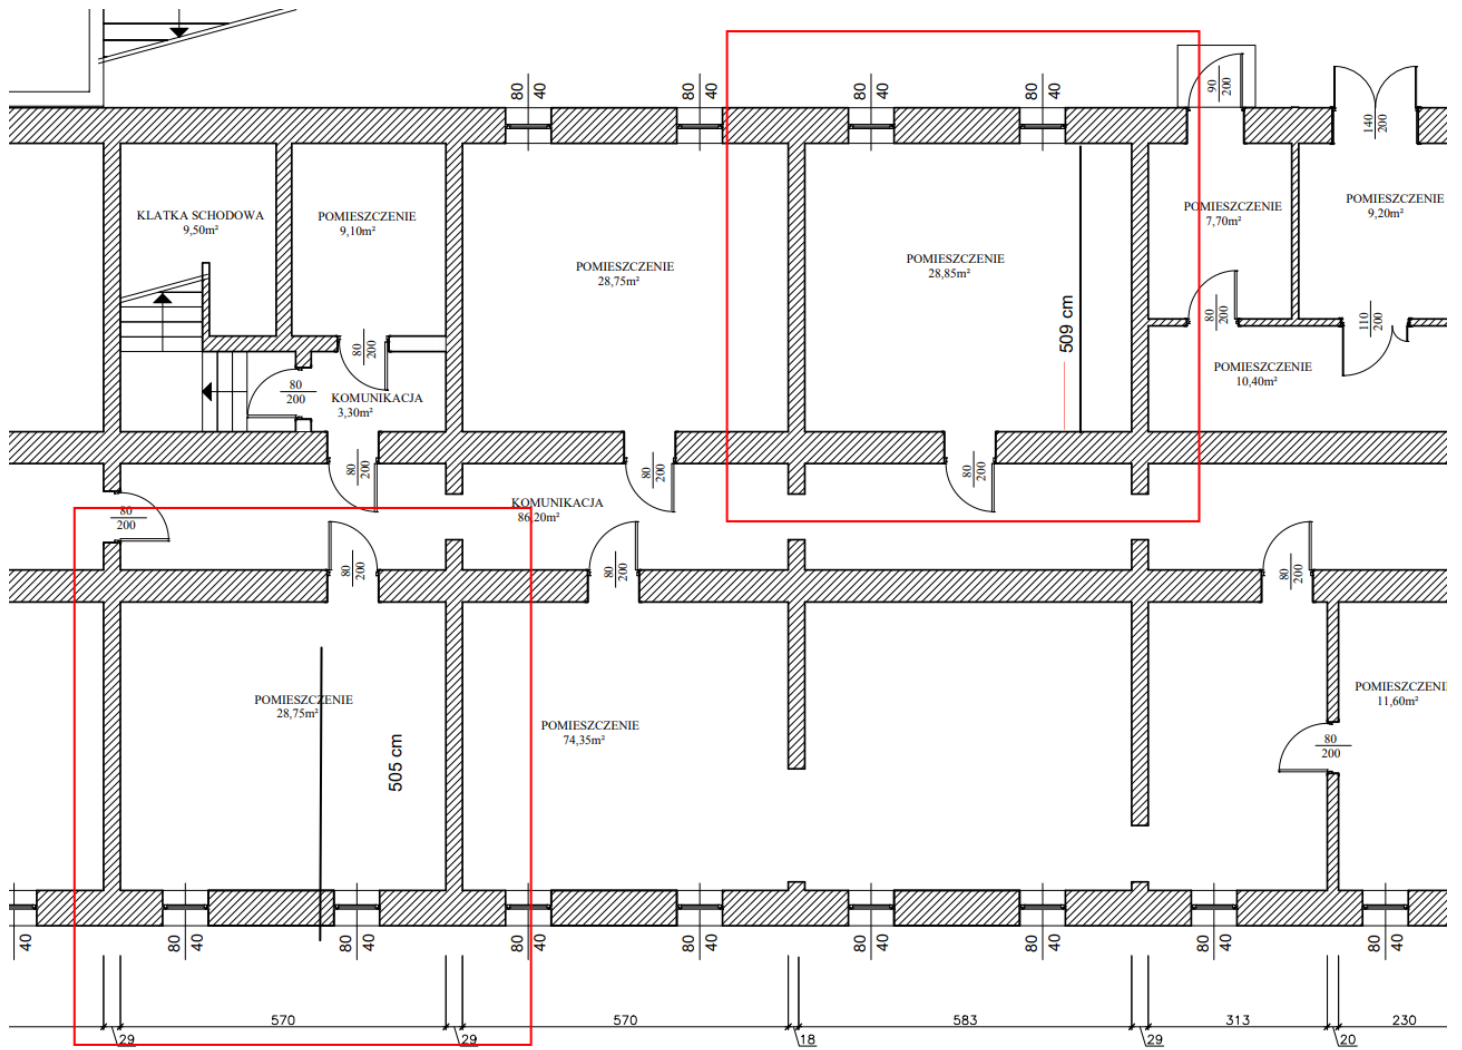 80 40
80 40
80 40
80 40
90
200
140
200
KLATKA SCHODOWA
9,50m²
POMIESZCZENIE
9,10m²
POMIESZCZENIE
28,75m²
POMIESZCZENIE
28,85m²
POMIESZCZENIE
7,70m²
POMIESZCZENIE
9,20m²
509 cm
80
200
80
200
110
200
POMIESZCZENIE
10,40m²
80
200
KOMUNIKACJA
3,30m²
80
200
80
200
80
200
KOMUNIKACJA
86,20m²
80
200
80
200
80
200
80
200
POMIESZCZENIE
28,75m²
POMIESZCZENIE
74,35m²
POMIESZCZENI
11,60m²
505 cm
80
200
40
80 40
80 40
80 40
80 40
80 40
80 40
80 40
80 40
570 570 583 313 230
29 29 18 29 20